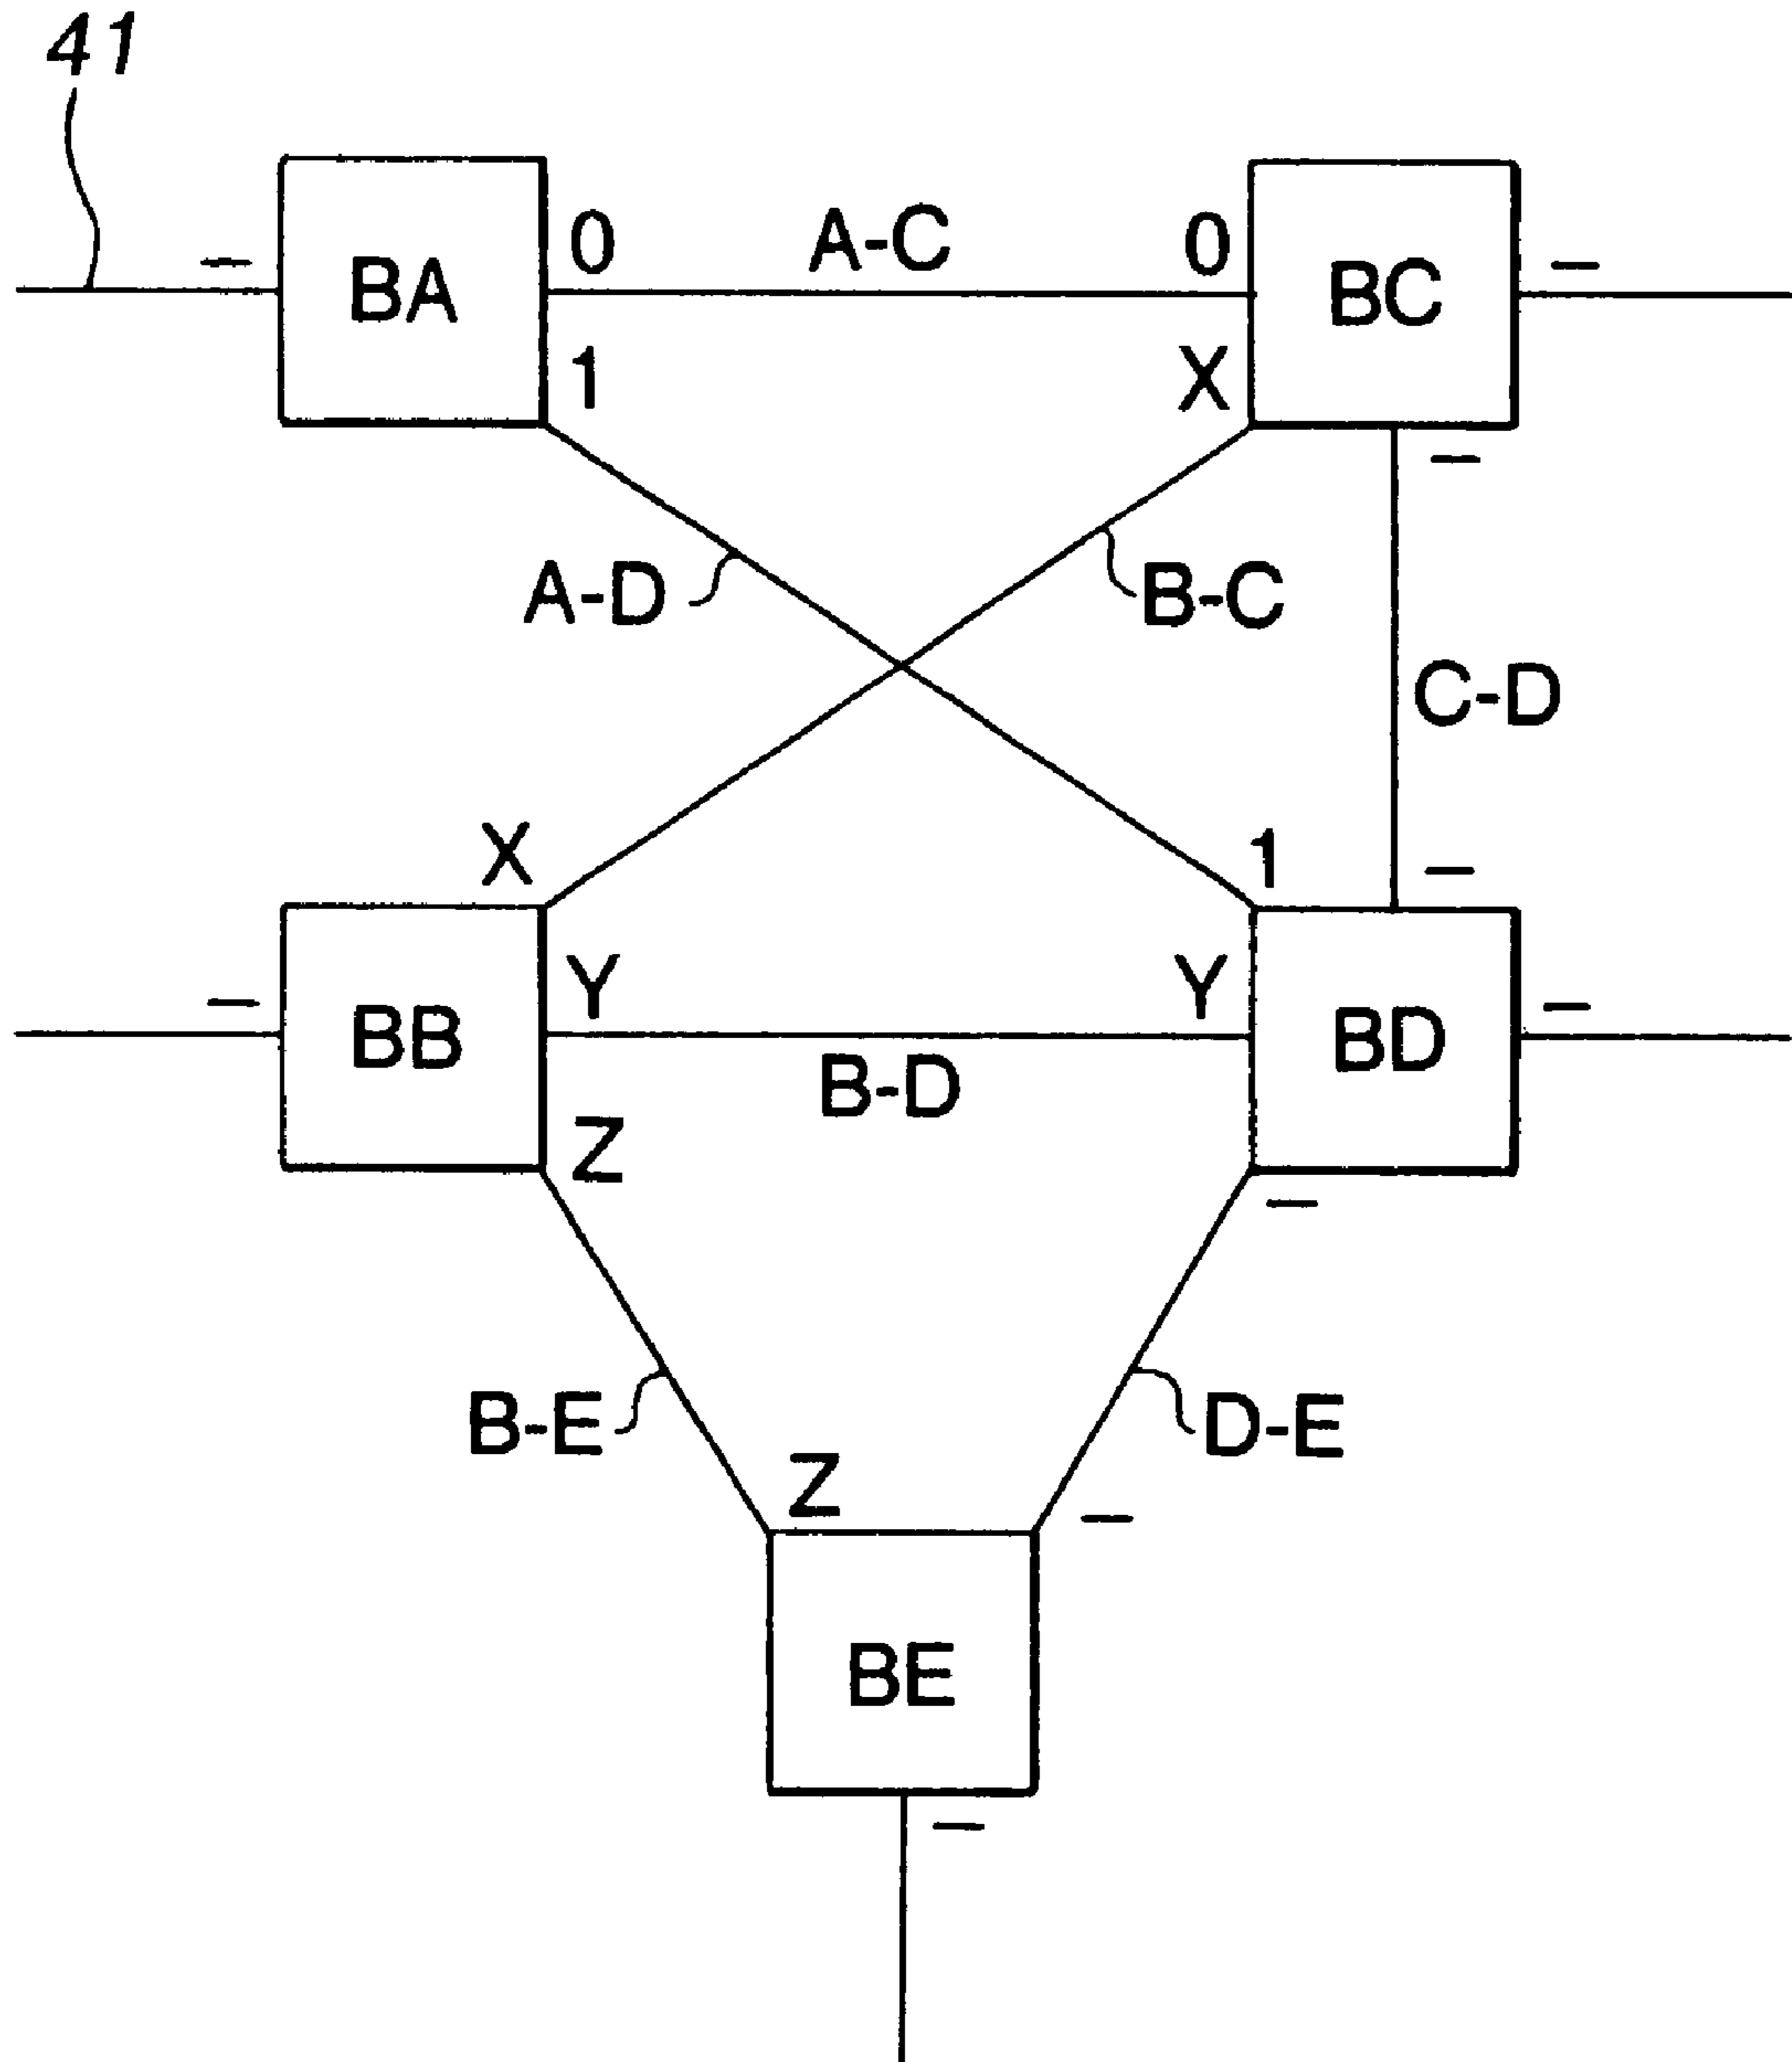 41
0 A-C 0
– BA BC –
1 X
–
A-D B-C
C-D
X 1 –
– Y Y –
BB BD
B-D
Z –
B-E D-E
Z –
BE
–